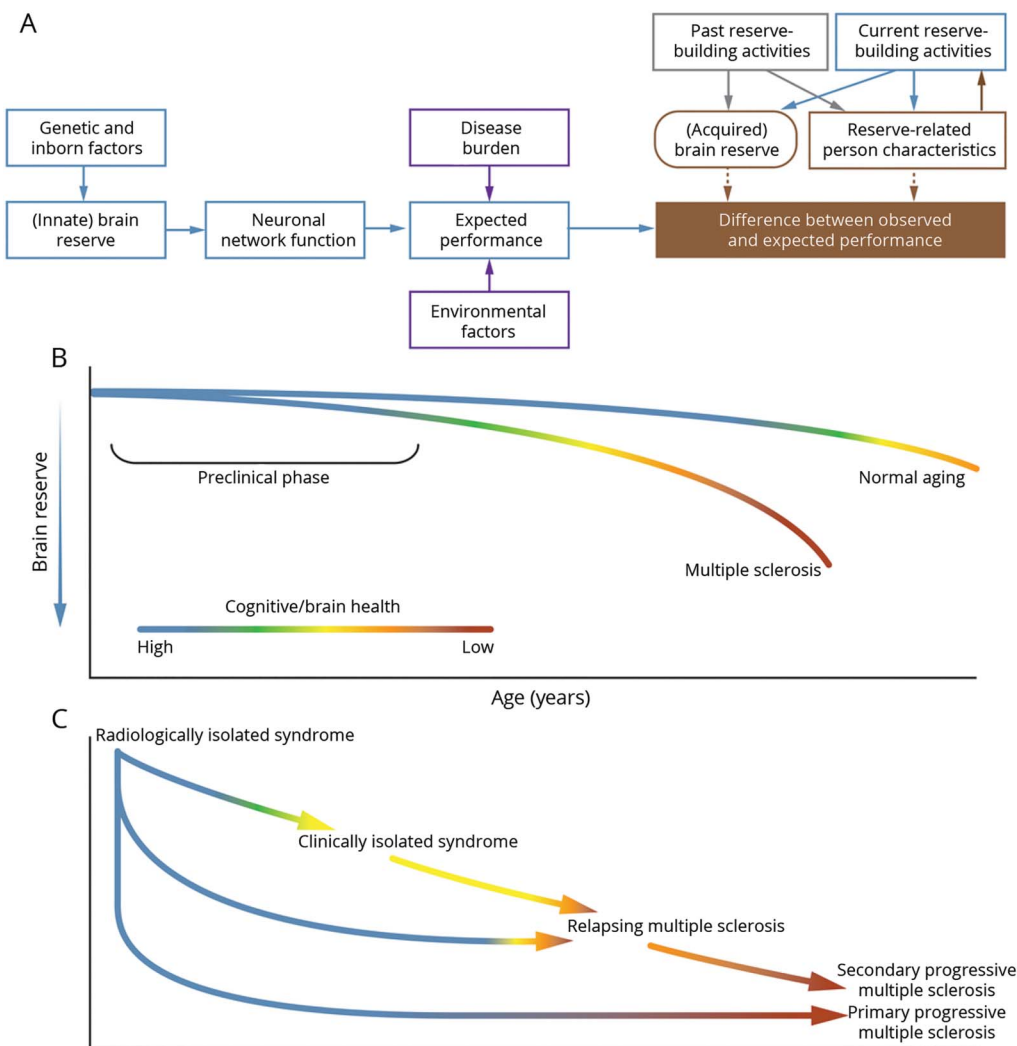 A
Past reserve-
building activities
Current reserve-
building activities
Genetic and
inborn factors
Disease
burden
(Acquired)
brain reserve
Reserve-related
person characteristics
(Innate) brain
reserve
Neuronal
network function
Expected
performance
Difference between observed
and expected performance
Environmental
factors
B
Brain reserve
Preclinical phase
Normal aging
Multiple sclerosis
Cognitive/brain health
High
Low
Age (years)
C
Radiologically isolated syndrome
Clinically isolated syndrome
Relapsing multiple sclerosis
Secondary progressive
multiple sclerosis
Primary progressive
multiple sclerosis